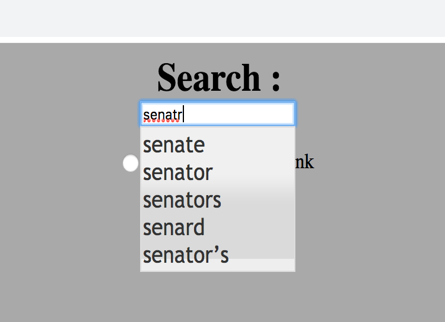 Search :
senatr
senate
senator
nk
senators
senard
senator's